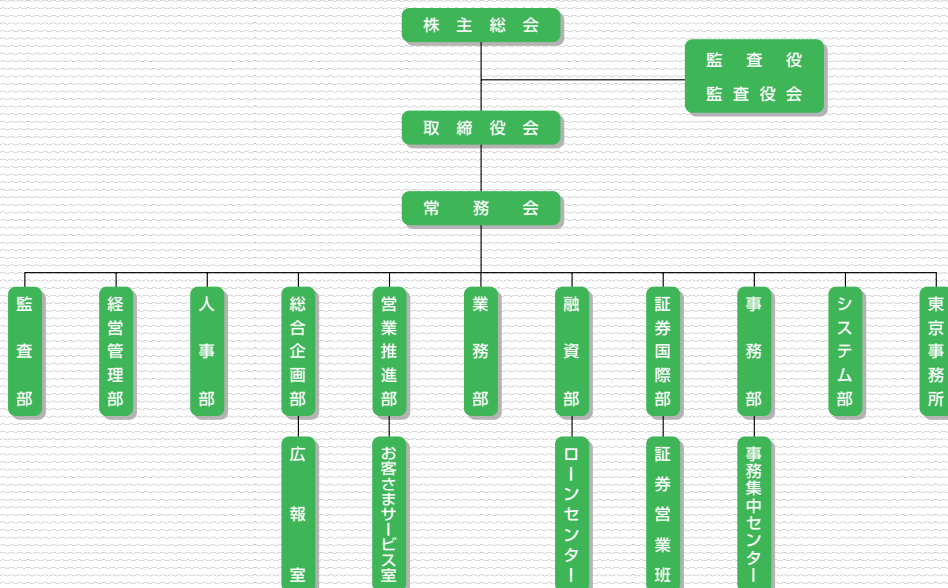 株主総会
監査役
監査役会
取締役会
常務会
監査部
経営管理部
人事部
総合企画部
営業推進部
業務部
融資部
証券国際部
事務部
システム部
東京事務所
広報室
お客さまサービス室
ローンセンター
証券営業班
事務集中センター